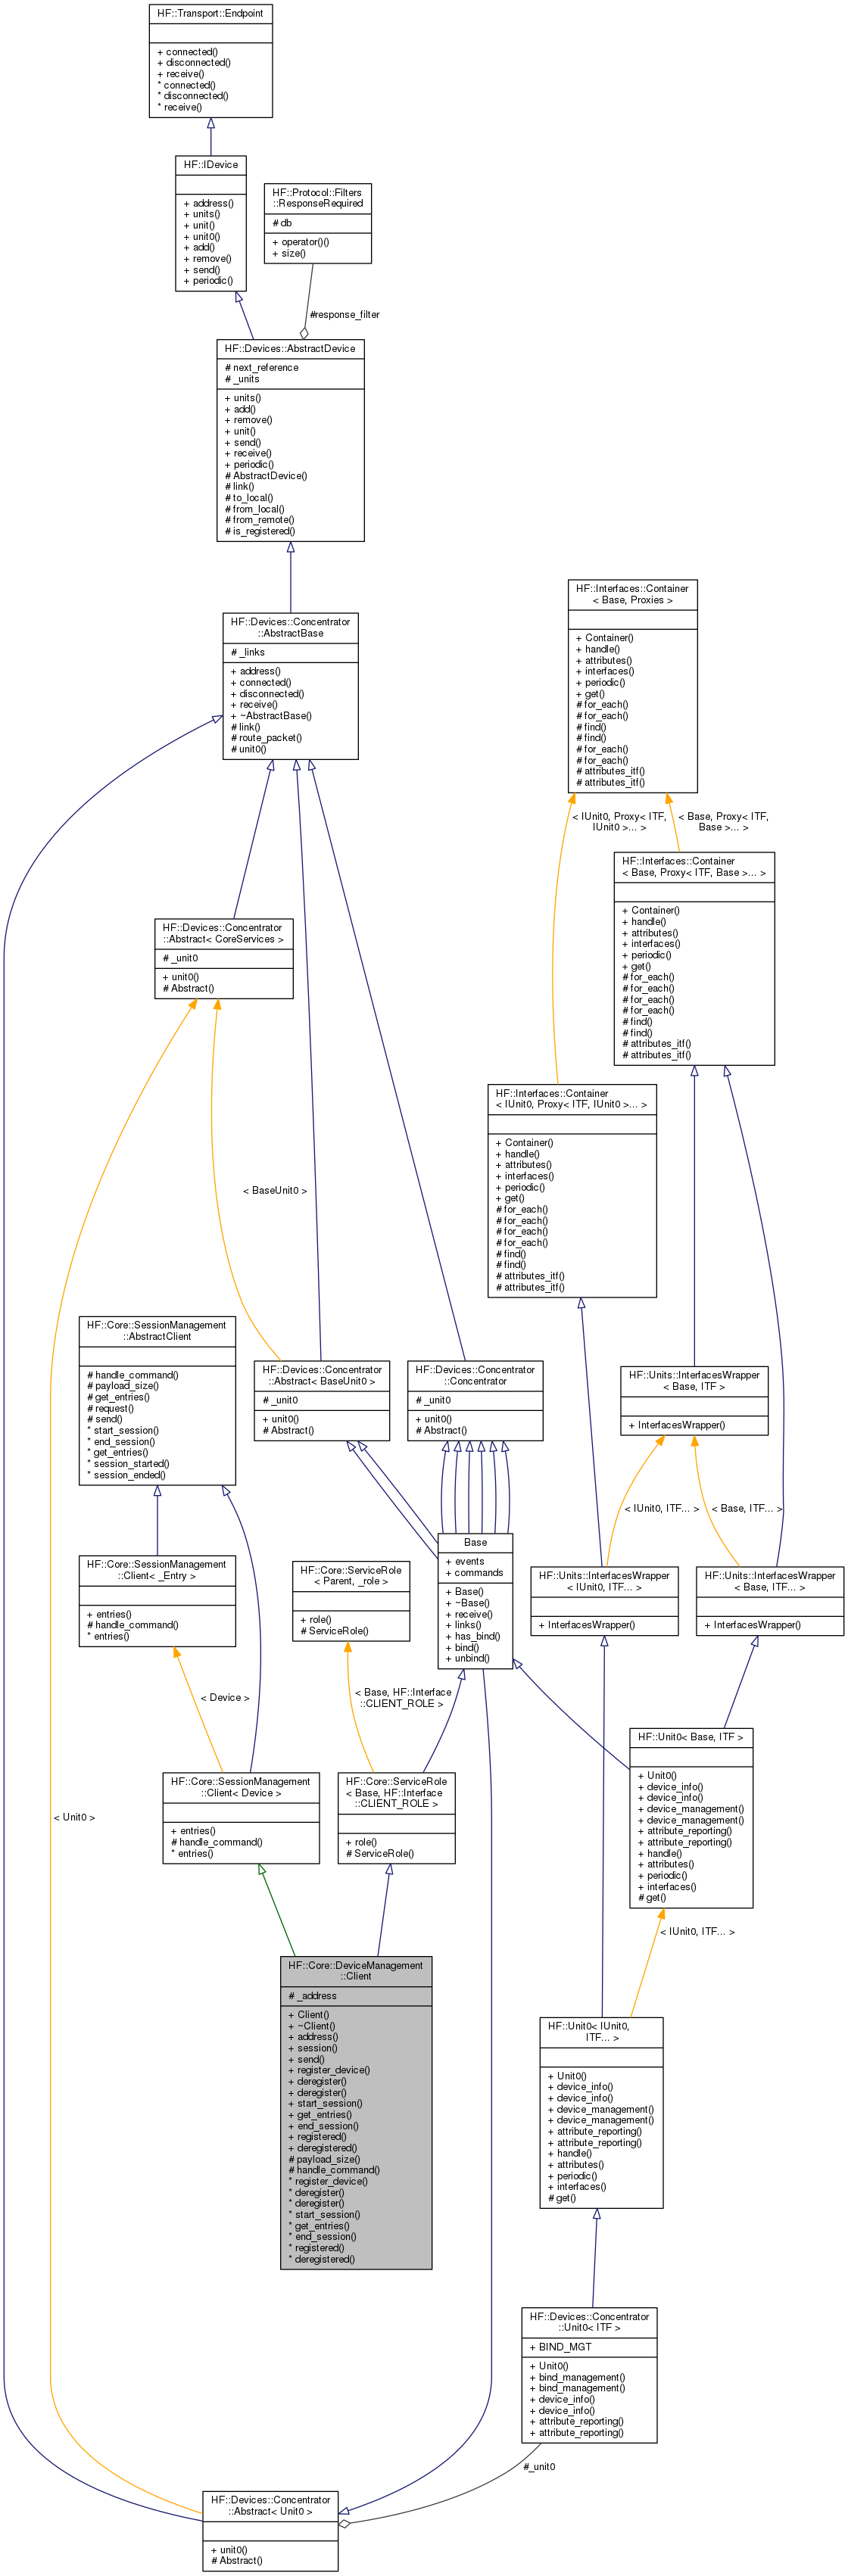 HF::Transport::Endpoint
+ connected()
+ disconnected()
+ receive()
* connected()
* disconnected()
* receive()
HF::IDevice
+ address()
+ units()
+ unit()
+ unit0()
+ add()
+ remove()
+ send()
+ periodic()
HF::Protocol::Filters
::ResponseRequired
# db
+ operator()()
+ size()
#response_filter
HF::Devices::AbstractDevice
# next_reference
# _units
+ units()
+ add()
+ remove()
+ unit()
+ send()
+ receive()
+ periodic()
# AbstractDevice()
# link()
# to_local()
# from_local()
# from_remote()
# is_registered()
HF::Devices::Concentrator
::AbstractBase
# _links
+ address()
+ connected()
+ disconnected()
+ receive()
+ ~AbstractBase()
# link()
# route_packet()
# unit0()
HF::Interfaces::Container
< Base, Proxies >
+ Container()
+ handle()
+ attributes()
+ interfaces()
+ periodic()
+ get()
# for_each()
# for_each()
# find()
# find()
# for_each()
# for_each()
# attributes_itf()
# attributes_itf()
< IUnit0, Proxy< ITF,
IUnit0 >... >
< Base, Proxy< ITF,
Base >... >
HF::Interfaces::Container
< Base, Proxy< ITF, Base >... >
+ Container()
+ handle()
+ attributes()
+ interfaces()
+ periodic()
+ get()
# for_each()
# for_each()
# for_each()
# for_each()
# find()
# find()
# attributes_itf()
# attributes_itf()
HF::Devices::Concentrator
::Abstract< CoreServices >
# _unit0
+ unit0()
# Abstract()
HF::Interfaces::Container
< IUnit0, Proxy< ITF, IUnit0 >... >
+ Container()
+ handle()
+ attributes()
+ interfaces()
+ periodic()
+ get()
# for_each()
# for_each()
# for_each()
# for_each()
# find()
# find()
# attributes_itf()
# attributes_itf()
< BaseUnit0 >
HF::Core::SessionManagement
::AbstractClient
# handle_command()
# payload_size()
# get_entries()
# request()
# send()
* start_session()
* end_session()
* get_entries()
* session_started()
* session_ended()
HF::Devices::Concentrator
::Abstract< BaseUnit0 >
# _unit0
+ unit0()
# Abstract()
HF::Devices::Concentrator
::Concentrator
# _unit0
+ unit0()
# Abstract()
HF::Units::InterfacesWrapper
< Base, ITF >
+ InterfacesWrapper()
< IUnit0, ITF... >
< Base, ITF... >
HF::Core::SessionManagement
::Client< _Entry >
+ entries()
# handle_command()
* entries()
HF::Core::ServiceRole
< Parent, _role >
+ role()
# ServiceRole()
Base
+ events
+ commands
+ Base()
+ ~Base()
+ receive()
+ links()
+ has_bind()
+ bind()
+ unbind()
HF::Units::InterfacesWrapper
< IUnit0, ITF... >
+ InterfacesWrapper()
HF::Units::InterfacesWrapper
< Base, ITF... >
+ InterfacesWrapper()
< Device >
< Base, HF::Interface
::CLIENT_ROLE >
HF::Unit0< Base, ITF >
+ Unit0()
+ device_info()
+ device_info()
+ device_management()
+ device_management()
+ attribute_reporting()
+ attribute_reporting()
+ handle()
+ attributes()
+ periodic()
+ interfaces()
# get()
< Unit0 >
HF::Core::SessionManagement
::Client< Device >
+ entries()
# handle_command()
* entries()
HF::Core::ServiceRole
< Base, HF::Interface
::CLIENT_ROLE >
+ role()
# ServiceRole()
< IUnit0, ITF... >
HF::Core::DeviceManagement
::Client
# _address
+ Client()
+ ~Client()
+ address()
+ session()
+ send()
+ register_device()
+ deregister()
+ deregister()
+ start_session()
+ get_entries()
+ end_session()
+ registered()
+ deregistered()
# payload_size()
# handle_command()
* register_device()
* deregister()
* deregister()
* start_session()
* get_entries()
* end_session()
* registered()
* deregistered()
HF::Unit0< IUnit0,
ITF... >
+ Unit0()
+ device_info()
+ device_info()
+ device_management()
+ device_management()
+ attribute_reporting()
+ attribute_reporting()
+ handle()
+ attributes()
+ periodic()
+ interfaces()
# get()
HF::Devices::Concentrator
::Unit0< ITF >
+ BIND_MGT
+ Unit0()
+ bind_management()
+ bind_management()
+ device_info()
+ device_info()
+ attribute_reporting()
+ attribute_reporting()
#_unit0
HF::Devices::Concentrator
::Abstract< Unit0 >
+ unit0()
# Abstract()